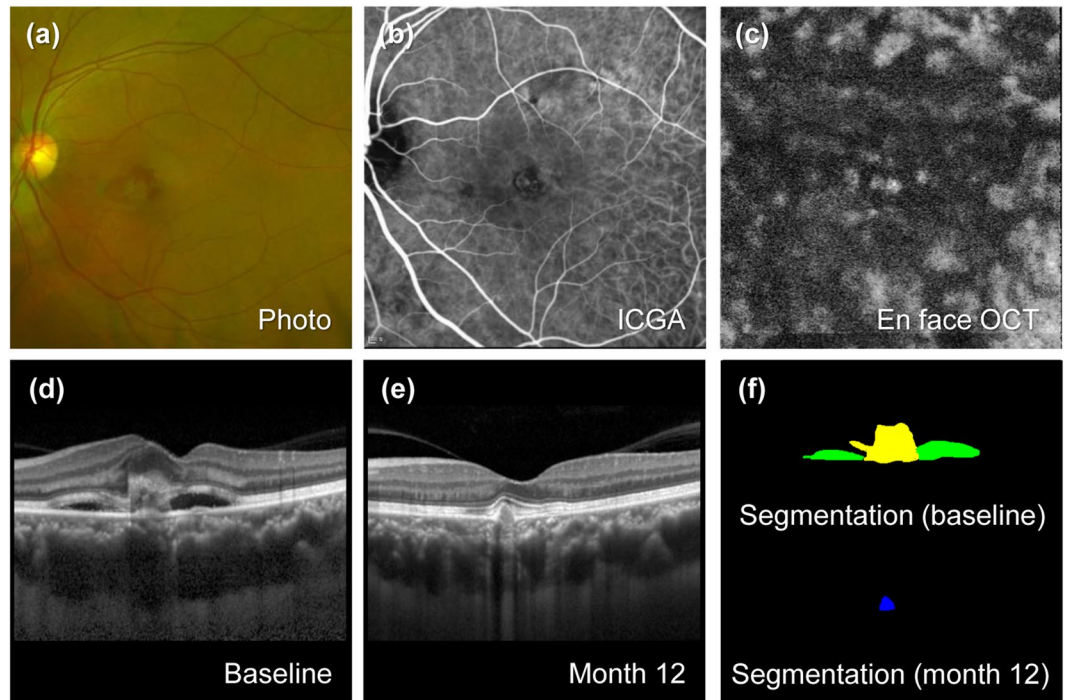 (a)
(b)
(c)
Photo
ICGA
En face OCT
(d)
(e)
(f)
Segmentation (baseline)
Baseline
Month 12
Segmentation (month 12)